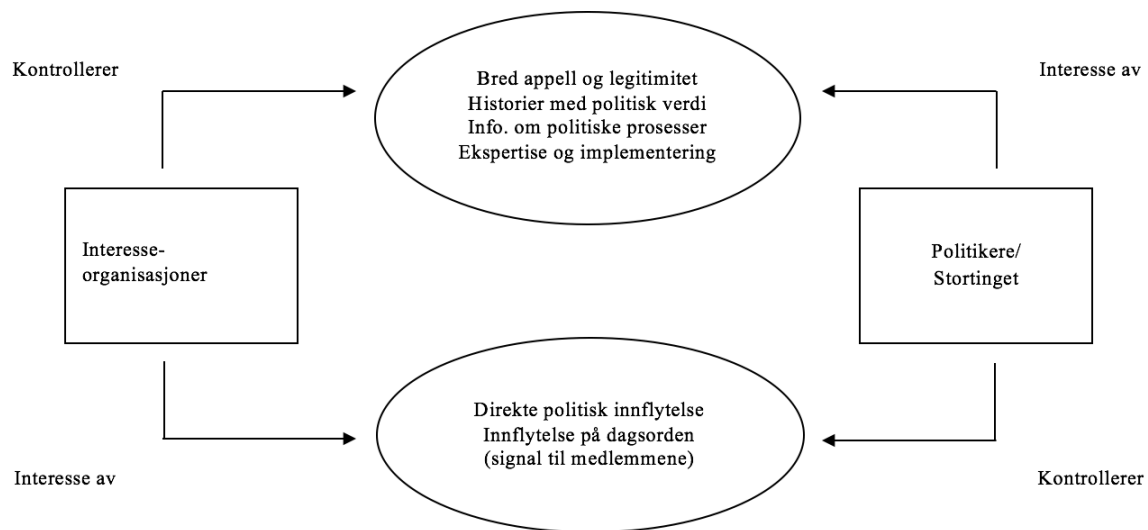 Kontrollerer
Interesse av
Bred appell og legitimitet
Historier med politisk verdi
Info. om politiske prosesser
Ekspertise og implementering
Interesse-
organisasjoner
Politikere/
Stortinget
Direkte politisk innflytelse
Innflytelse på dagsorden
(signal til medlemmene)
Interesse av
Kontrollerer